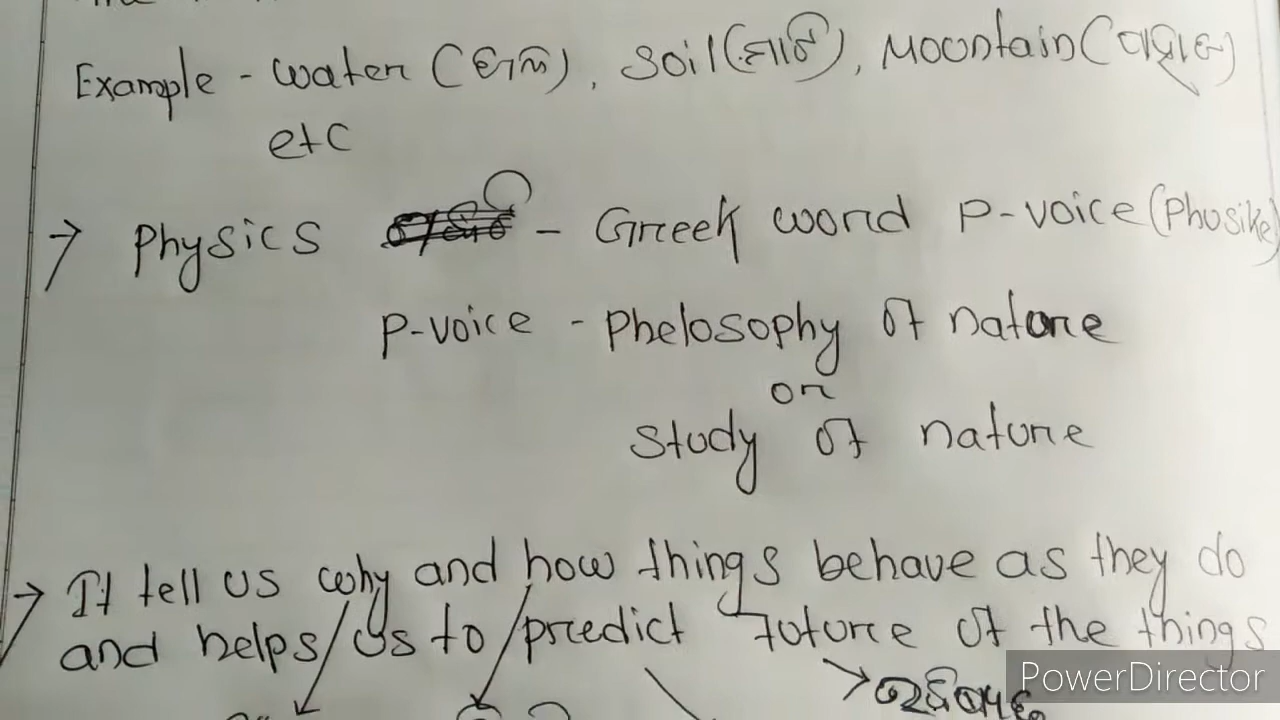 Example - water (ଜଳ), Soil (ମାଟି), Mountain (ପାହାଡ)
etc
→ Physics - Greek word P-voice (Phusike)
P-voice - Phelosophy of nature
or
Study of nature
→ It tell us why and how things behave as they do
and helps us to predict future of the things
PowerDirector